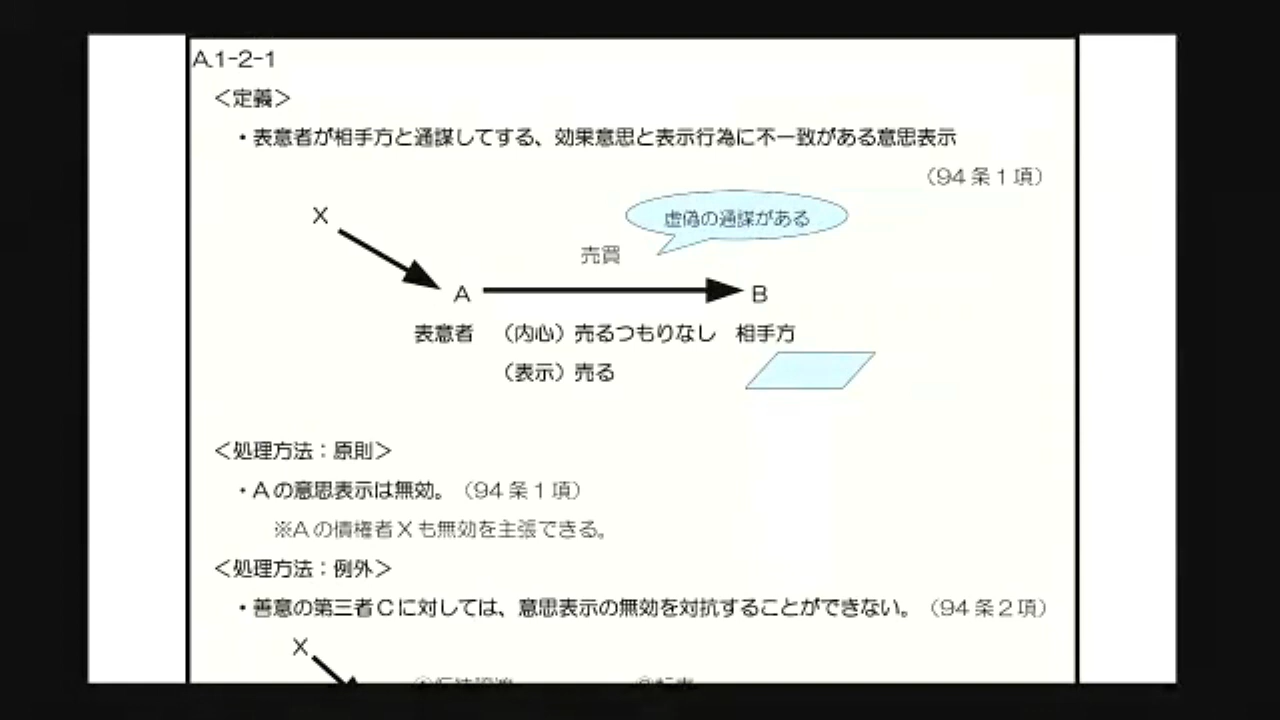 A.1-2-1
＜定義＞
・表意者が相手方と通謀してする、効果意思と表示行為に不一致がある意思表示
（94条1項）
X
虚偽の通謀がある
売買
A
B
表意者 （内心）売るつもりなし 相手方
（表示）売る
＜処理方法：原則＞
・Aの意思表示は無効。（94条1項）
※Aの債権者Xも無効を主張できる。
＜処理方法：例外＞
・善意の第三者Cに対しては、意思表示の無効を対抗することができない。（94条2項）
X